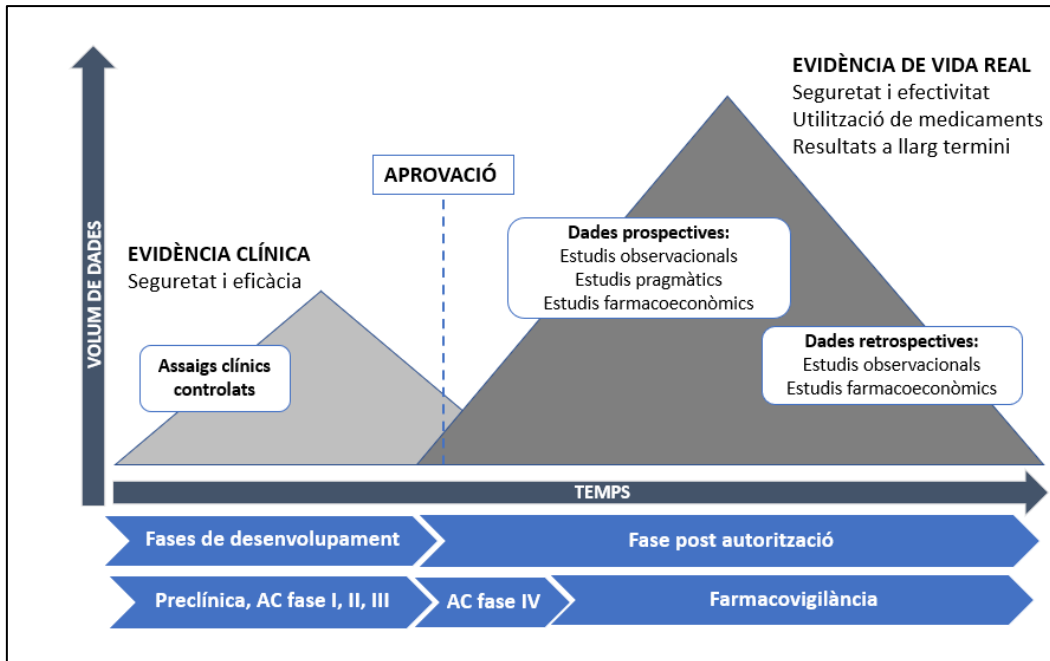 EVIDÈNCIA DE VIDA REAL
Seguretat i efectivitat
Utilització de medicaments
Resultats a llarg termini
APROVACIÓ
Dades prospectives:
Estudis observacionals
Estudis pragmàtics
Estudis farmacoeconòmics
EVIDÈNCIA CLÍNICA
Seguretat i eficàcia
VOLUM DE DADES
Assaigs clínics
controlats
Dades retrospectives:
Estudis observacionals
Estudis farmacoeconòmics
TEMPS
Fases de desenvolupament
Fase post autorització
Preclínica, AC fase I, II, III
AC fase IV
Farmacovigilància